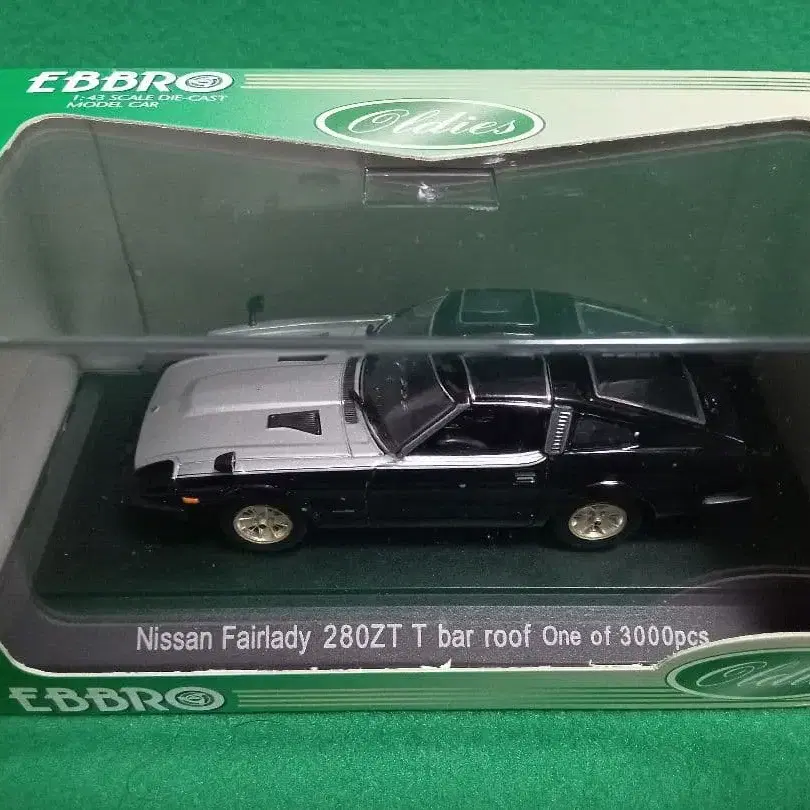 EBBRO
1:43 SCALE DIE-CAST
MODEL CAR
Oldies
Nissan Fairlady 280ZT T bar roof One of 3000pcs
EBBRO